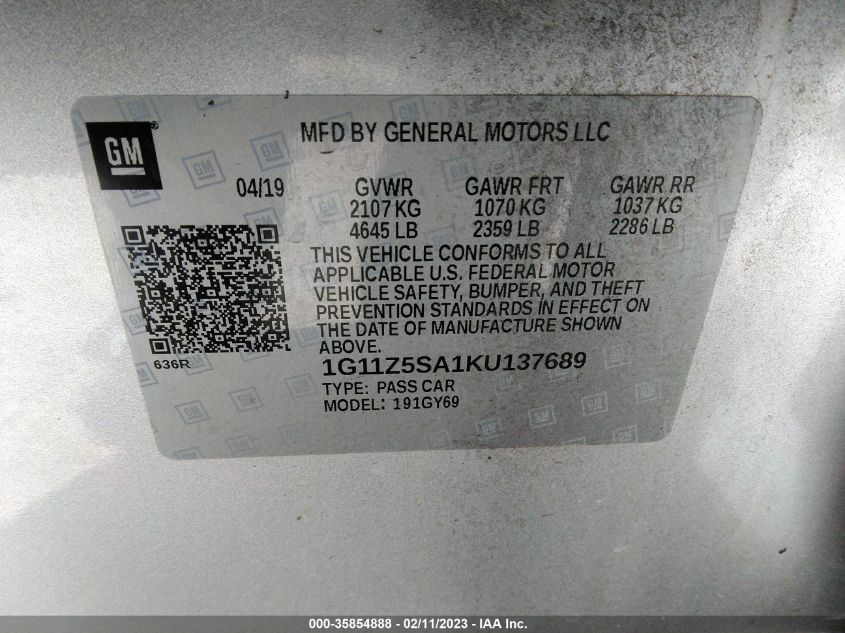 GM
MFD BY GENERAL MOTORS LLC
04/19 GVWR GAWR FRT GAWR RR
2107 KG 1070 KG 1037 KG
4645 LB 2359 LB 2286 LB
THIS VEHICLE CONFORMS TO ALL
APPLICABLE U.S. FEDERAL MOTOR
VEHICLE SAFETY, BUMPER, AND THEFT
PREVENTION STANDARDS IN EFFECT ON
THE DATE OF MANUFACTURE SHOWN
ABOVE.
636R
1G11Z5SA1KU137689
TYPE: PASS CAR
MODEL: 191GY69
000-35854888 - 02/11/2023 - © IAA Inc.